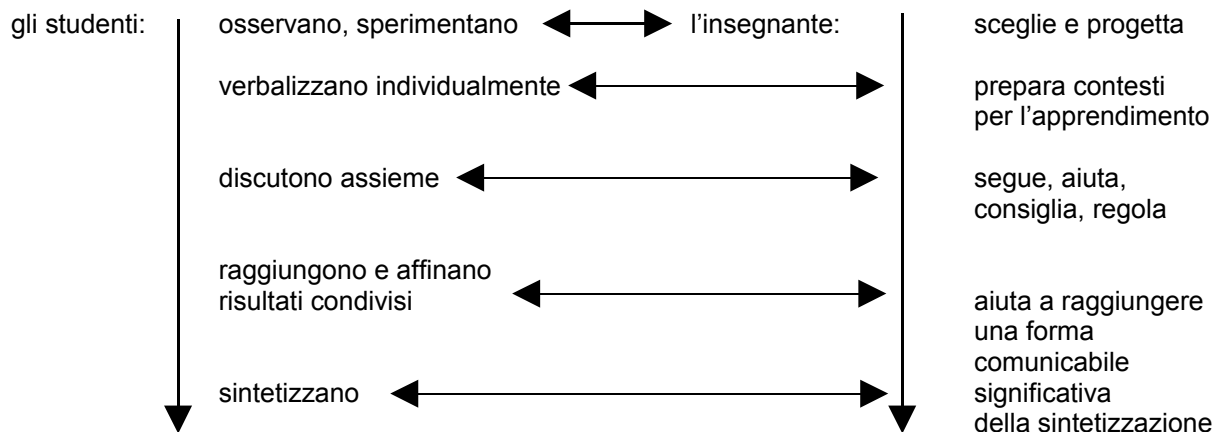 gli studenti: osservano, sperimentano l’insegnante: sceglie e progetta
verbalizzano individualmente prepara contesti
per l’apprendimento
discutono assieme segue, aiuta,
consiglia, regola
raggiungono e affinano
risultati condivisi aiuta a raggiungere
una forma
comunicabile
sintetizzano significativa
della sintetizzazione